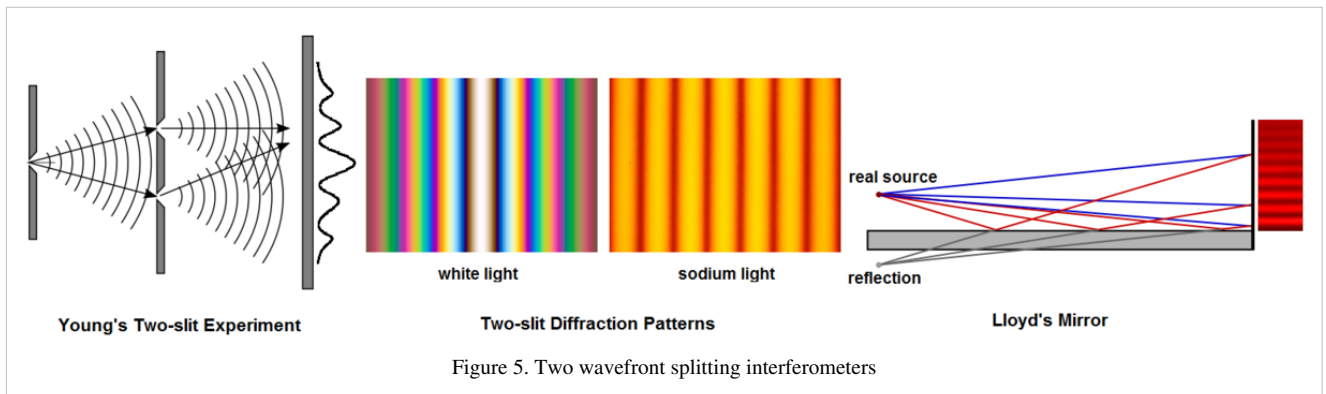 real source
white light
sodium light
reflection
Young's Two-slit Experiment
Two-slit Diffraction Patterns
Lloyd's Mirror
Figure 5. Two wavefront splitting interferometers